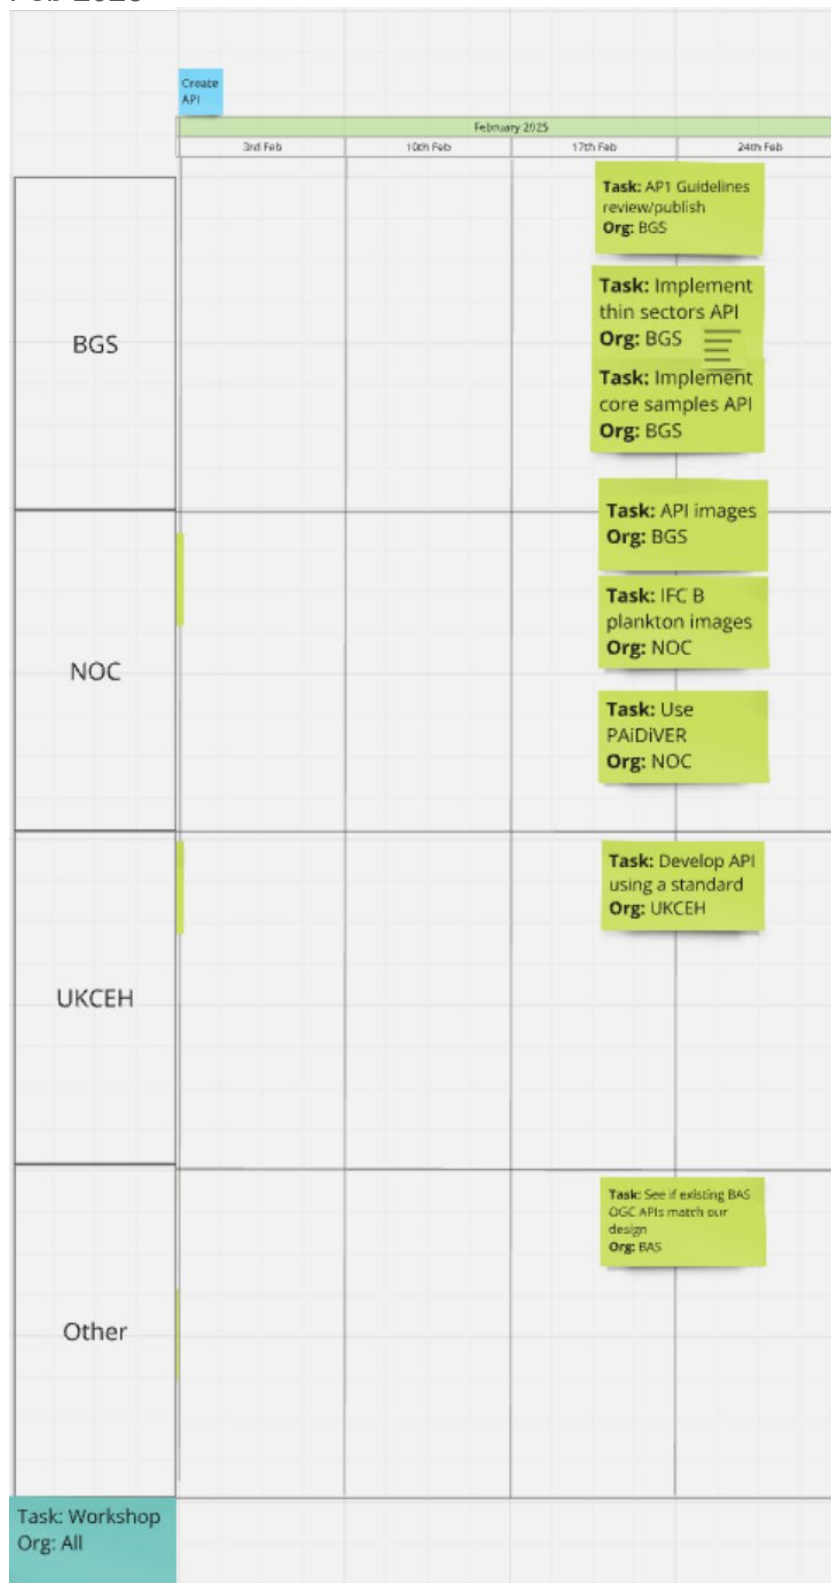 Create
API
February 2025
3rd Feb
10th Feb
17th Feb
24th Feb
Task: AP1 Guidelines
review/publish
Org: BGS
Task: Implement
thin sectors API
Org: BGS
Task: Implement
core samples API
Org: BGS
BGS
Task: API images
Org: BGS
Task: IFC B
plankton images
Org: NOC
NOC
Task: Use
PAiDiVER
Org: NOC
Task: Develop API
using a standard
Org: UKCEH
UKCEH
Task: See if existing BAS
OGC APIs match our
design
Org: BAS
Other
Task: Workshop
Org: All